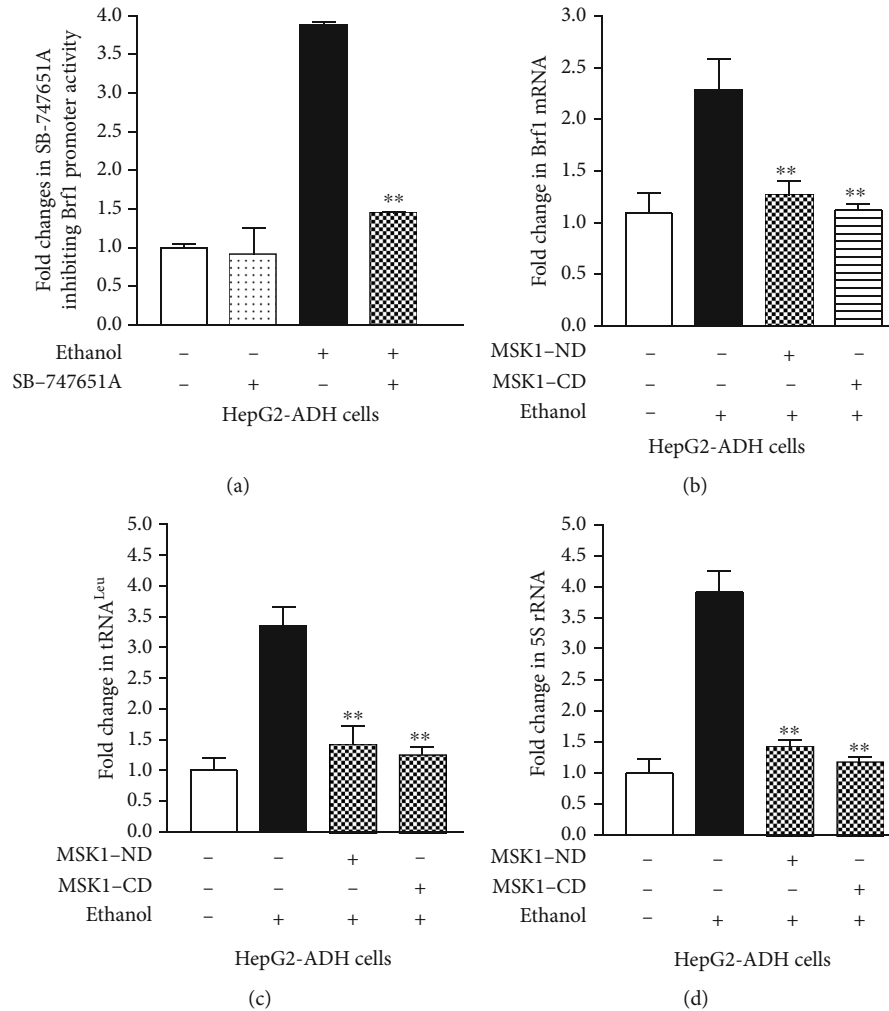 4.0
3.5
3.0
2.5
2.0
1.5
1.0
0.5
0.0
Fold changes in SB-747651A
inhibiting Brf1 promoter activity
**
Ethanol – – + +
SB–747651A – + – +
HepG2-ADH cells
(a)
3.0
2.5
2.0
1.5
1.0
0.5
0.0
Fold change in Brf1 mRNA
**
**
MSK1–ND – – + –
MSK1–CD – – – +
Ethanol – + + +
HepG2-ADH cells
(b)
5.0
4.5
4.0
3.5
3.0
2.5
2.0
1.5
1.0
0.5
0.0
Fold change in tRNA^Leu
**
**
MSK1–ND – – + –
MSK1–CD – – – +
Ethanol – + + +
HepG2-ADH cells
(c)
5.0
4.5
4.0
3.5
3.0
2.5
2.0
1.5
1.0
0.5
0.0
Fold change in 5S rRNA
**
**
MSK1–ND – – + –
MSK1–CD – – – +
Ethanol – + + +
HepG2-ADH cells
(d)